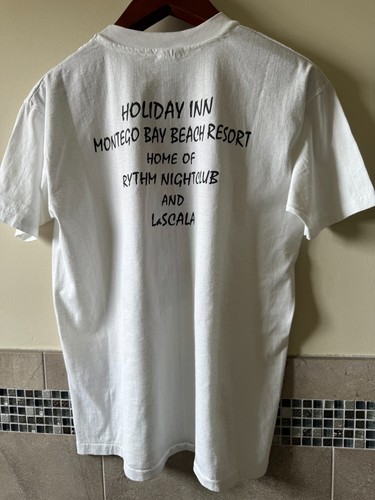 HOLIDAY INN
MONTEGO BAY BEACH RESORT
HOME OF
RYTHM NIGHTCLUB
AND
LaSCALA